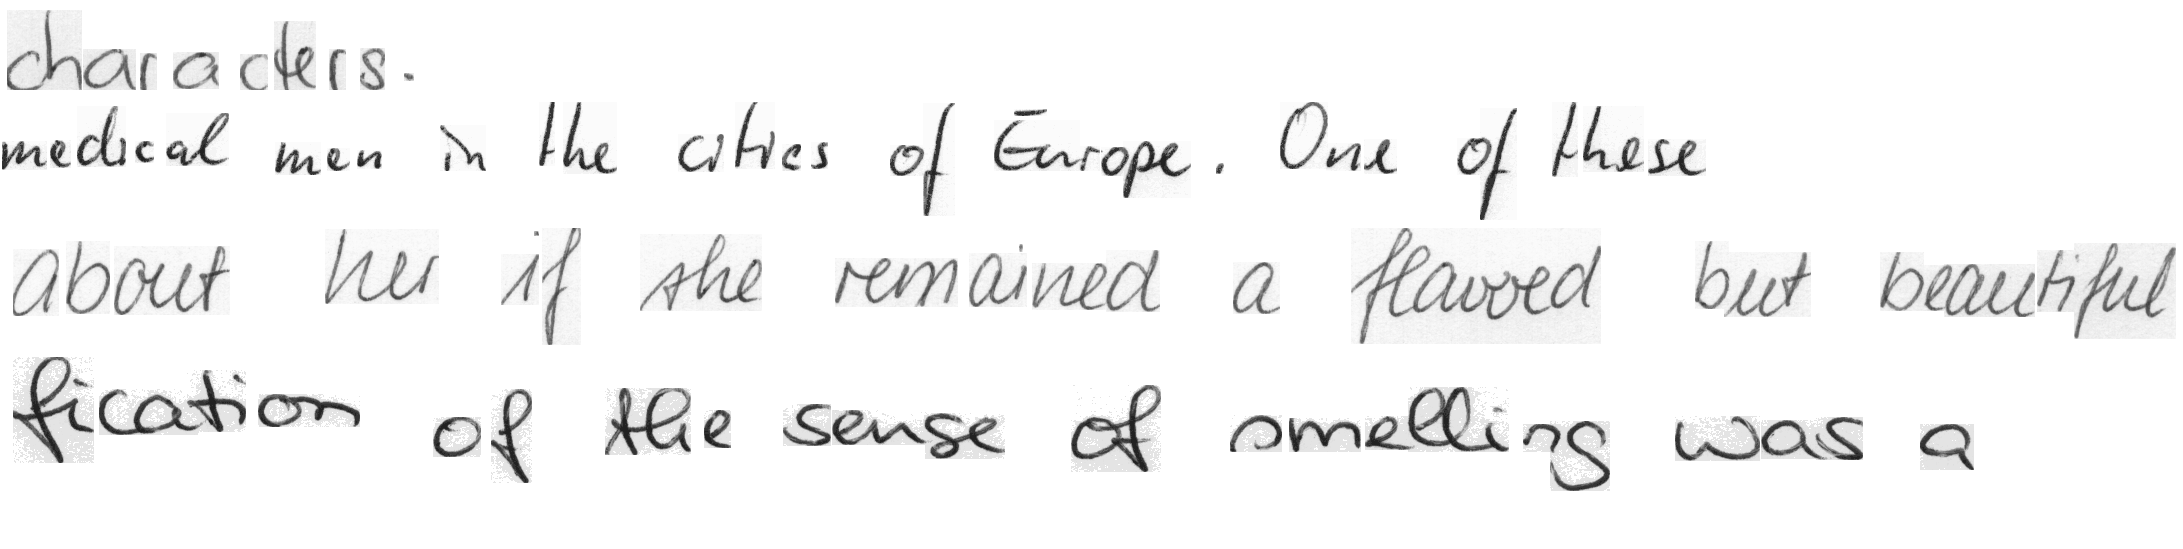 characters.
medical men in the cities of Europe. One of these
about her if she remained a flawed but beautiful
fication of the sense of smelling was a